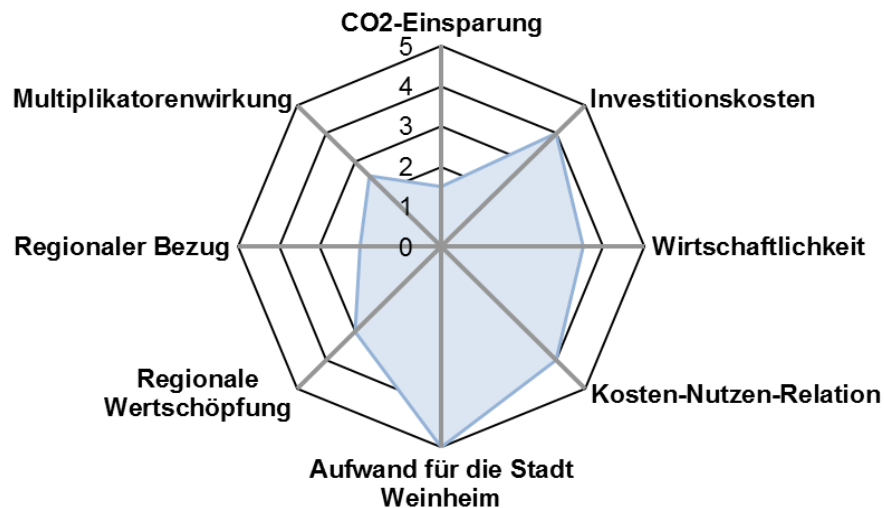 CO2-Einsparung
5
4
3
2
1
0
Multiplikatorenwirkung
Investitionskosten
Regionaler Bezug
Wirtschaftlichkeit
Regionale
Wertschöpfung
Kosten-Nutzen-Relation
Aufwand für die Stadt
Weinheim